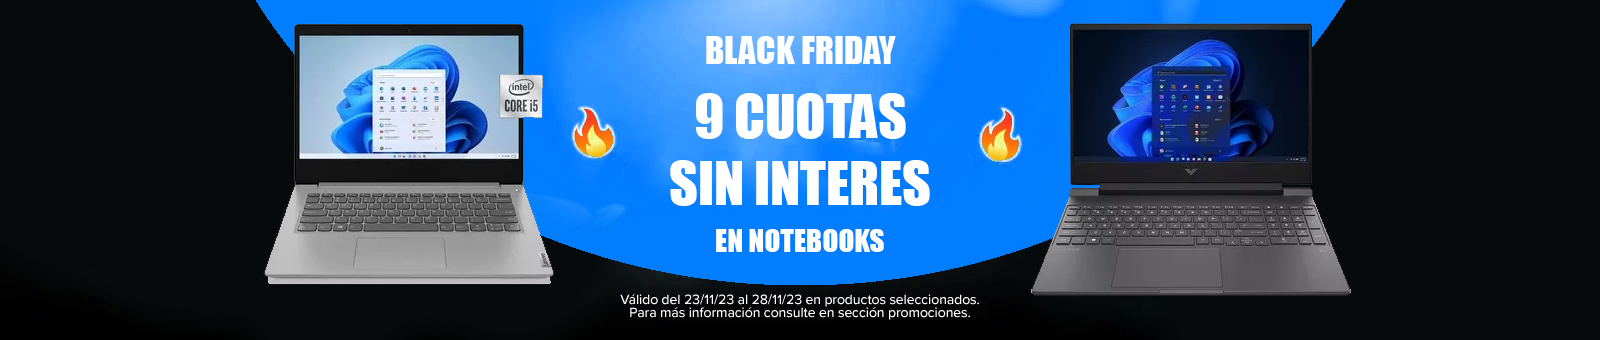 BLACK FRIDAY
9 CUOTAS
SIN INTERES
EN NOTEBOOKS
intel
CORE i5
Válido del 23/11/23 al 28/11/23 en productos seleccionados.
Para más información consulte en sección promociones.